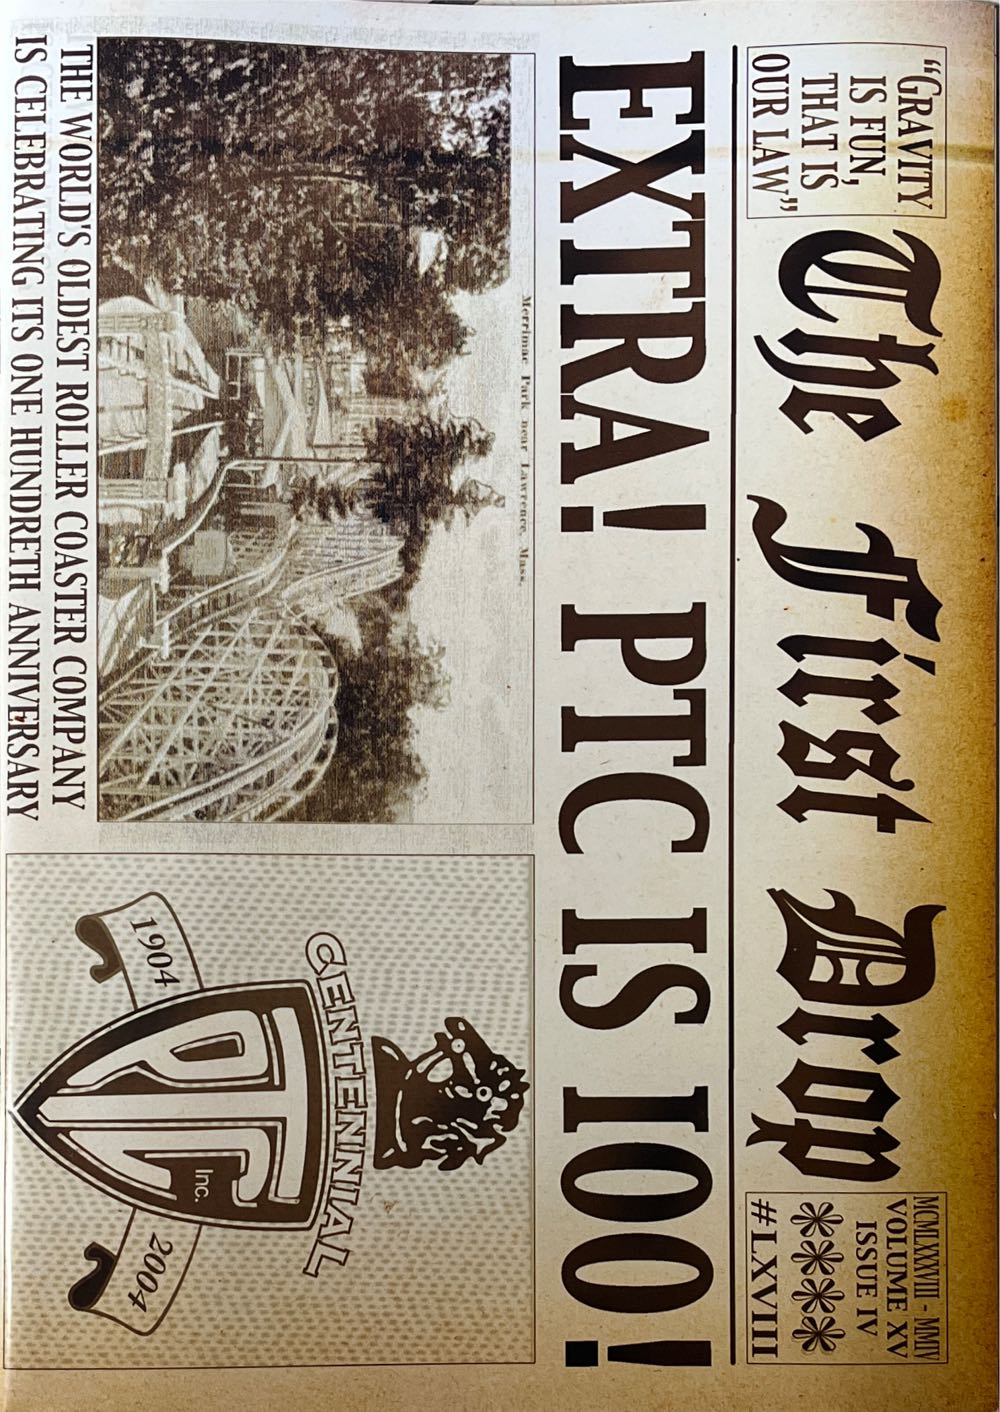 "GRAVITY
IS FUN,
THAT IS
OUR LAW"
The First Drop
MCMLXXXVIII - MMIV
VOLUME XV
ISSUE IV
****
#LXVIII
EXTRA! PTC IS 100!
Merrimac Park near Lawrence, Mass.
THE WORLD'S OLDEST ROLLER COASTER COMPANY
IS CELEBRATING ITS ONE HUNDRETH ANNIVERSARY
CENTENNIAL
PTC
Inc.
1904
2004